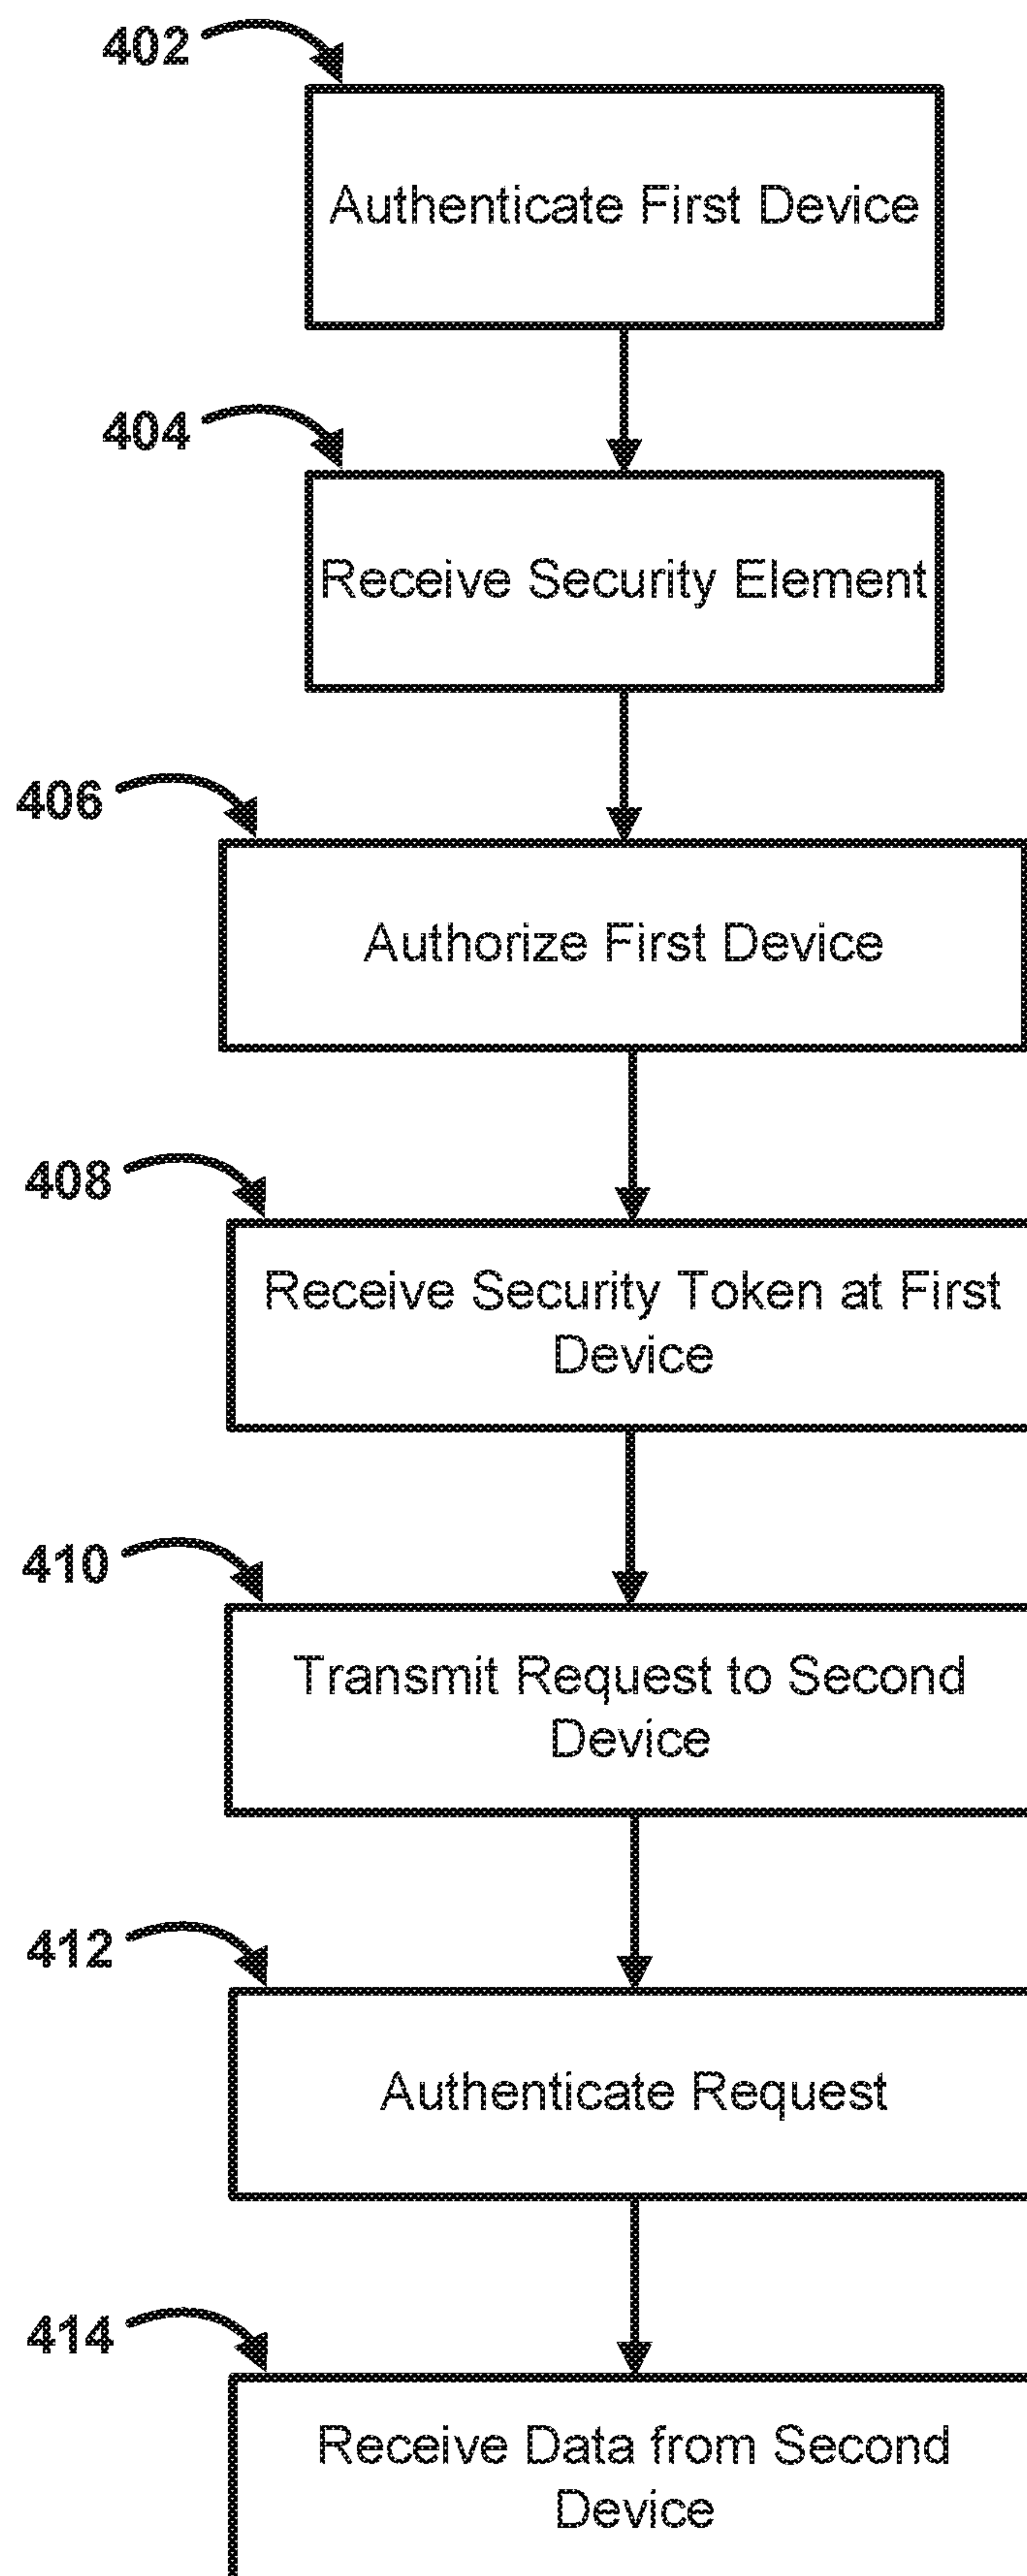 402
Authenticate First Device
404
Receive Security Element
406
Authorize First Device
408
Receive Security Token at First
Device
410
Transmit Request to Second
Device
412
Authenticate Request
414
Receive Data from Second
Device